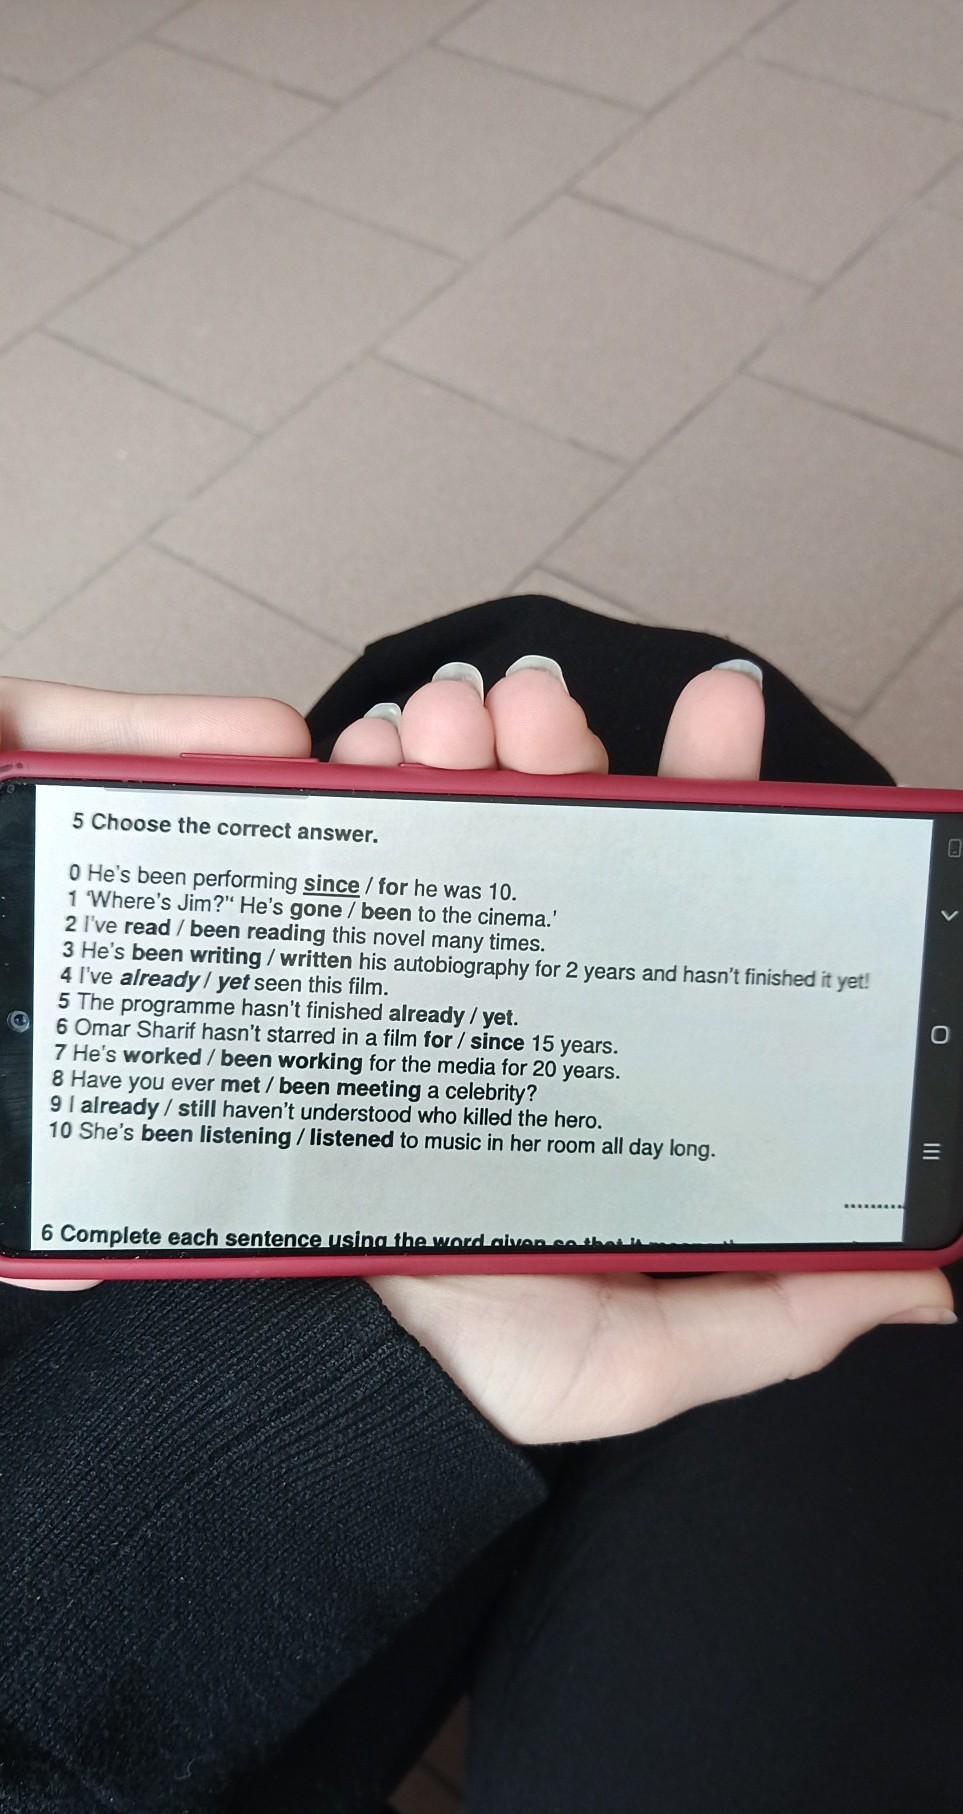 5 Choose the correct answer.
0 He's been performing since / for he was 10.
1 'Where's Jim?" He's gone / been to the cinema.'
2 I've read / been reading this novel many times.
3 He's been writing / written his autobiography for 2 years and hasn't finished it yet!
4 I've already / yet seen this film.
5 The programme hasn't finished already / yet.
6 Omar Sharif hasn't starred in a film for / since 15 years.
7 He's worked / been working for the media for 20 years.
8 Have you ever met / been meeting a celebrity?
9 I already / still haven't understood who killed the hero.
10 She's been listening / listened to music in her room all day long.
..........
6 Complete each sentence using the word given so that it